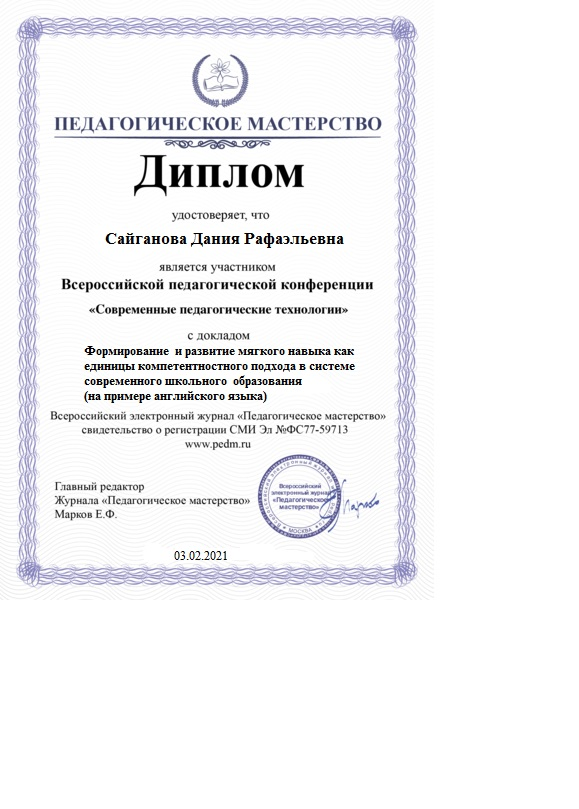 ПЕДАГОГИЧЕСКОЕ МАСТЕРСТВО
Диплом
удостоверяет, что
Сайганова Дания Рафаэльевна
является участником
Всероссийской педагогической конференции
«Современные педагогические технологии»
с докладом
Формирование и развитие мягкого навыка как
единицы компетентностного подхода в системе
современного школьного образования
(на примере английского языка)
Всероссийский электронный журнал «Педагогическое мастерство»
свидетельство о регистрации СМИ Эл №ФС77-59713
www.pedm.ru
Главный редактор
Журнала «Педагогическое мастерство»
Марков Е.Ф.
Всероссийский
электронный журнал
«Педагогическое
мастерство»
МОСКВА
03.02.2021